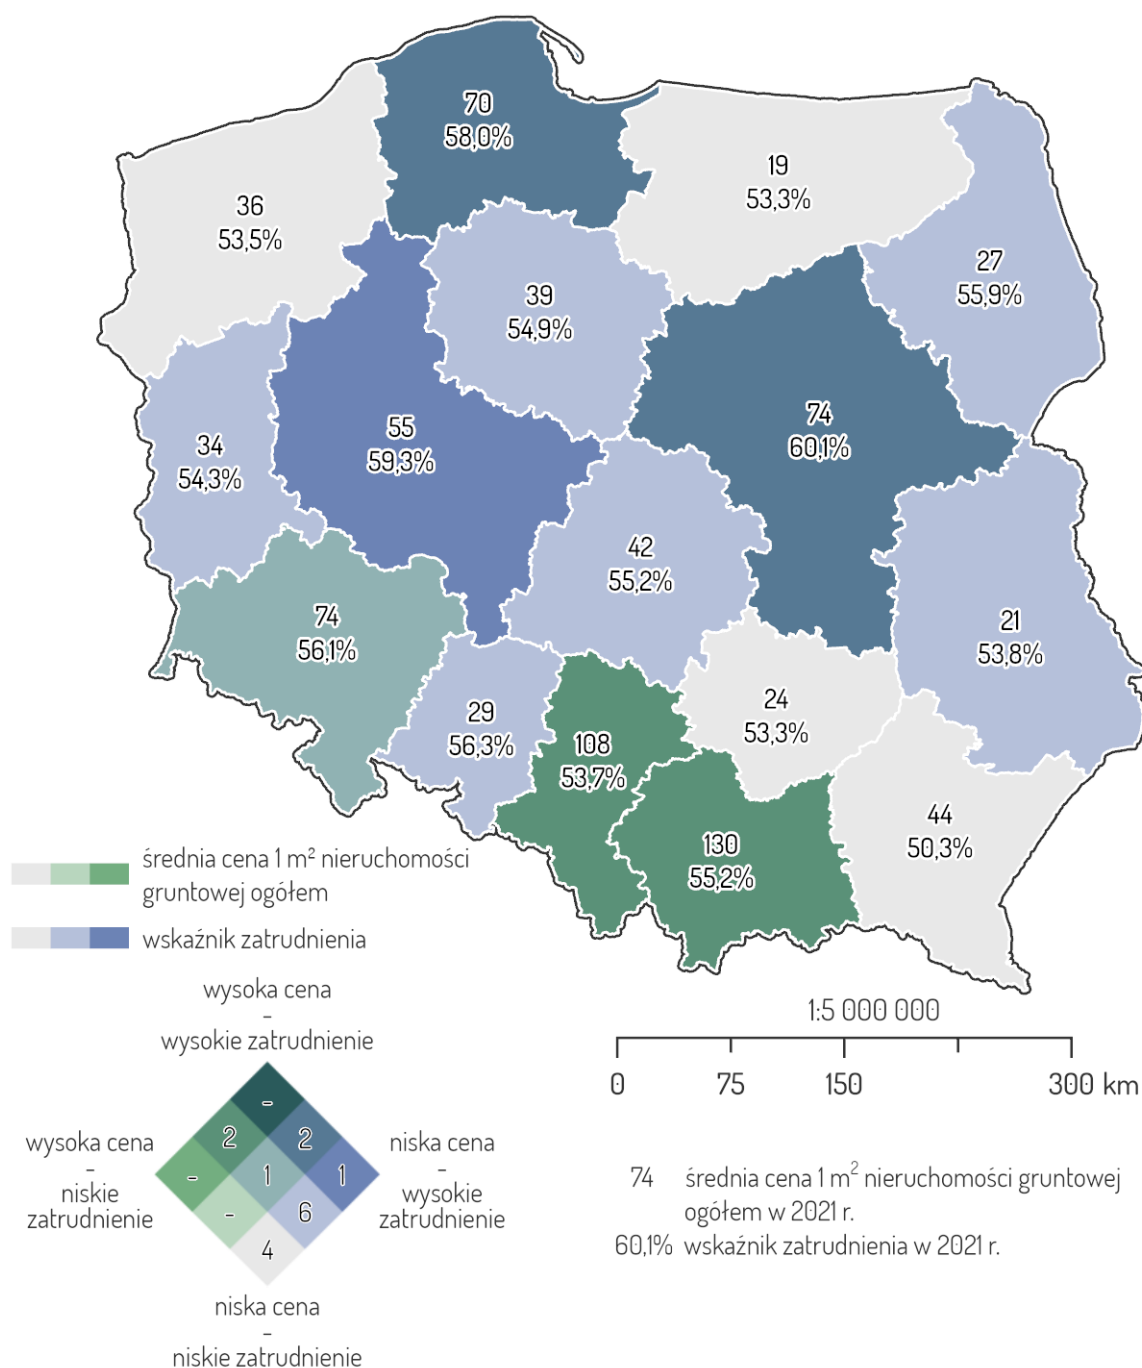 70
58,0%
19
53,3%
36
53,5%
27
55,9%
39
54,9%
74
60,1%
55
59,3%
34
54,3%
42
55,2%
74
56,1%
21
53,8%
24
53,3%
29
56,3%
108
53,7%
44
50,3%
130
55,2%
średnia cena 1 m² nieruchomości
gruntowej ogółem
wskaźnik zatrudnienia
wysoka cena
-
wysokie zatrudnienie
wysoka cena
-
niskie
zatrudnienie
-
2
2
-
1
1
-
6
4
niska cena
-
wysokie
zatrudnienie
niska cena
-
niskie zatrudnienie
1:5 000 000
0 75 150 300 km
74 średnia cena 1 m² nieruchomości gruntowej
ogółem w 2021 r.
60,1% wskaźnik zatrudnienia w 2021 r.